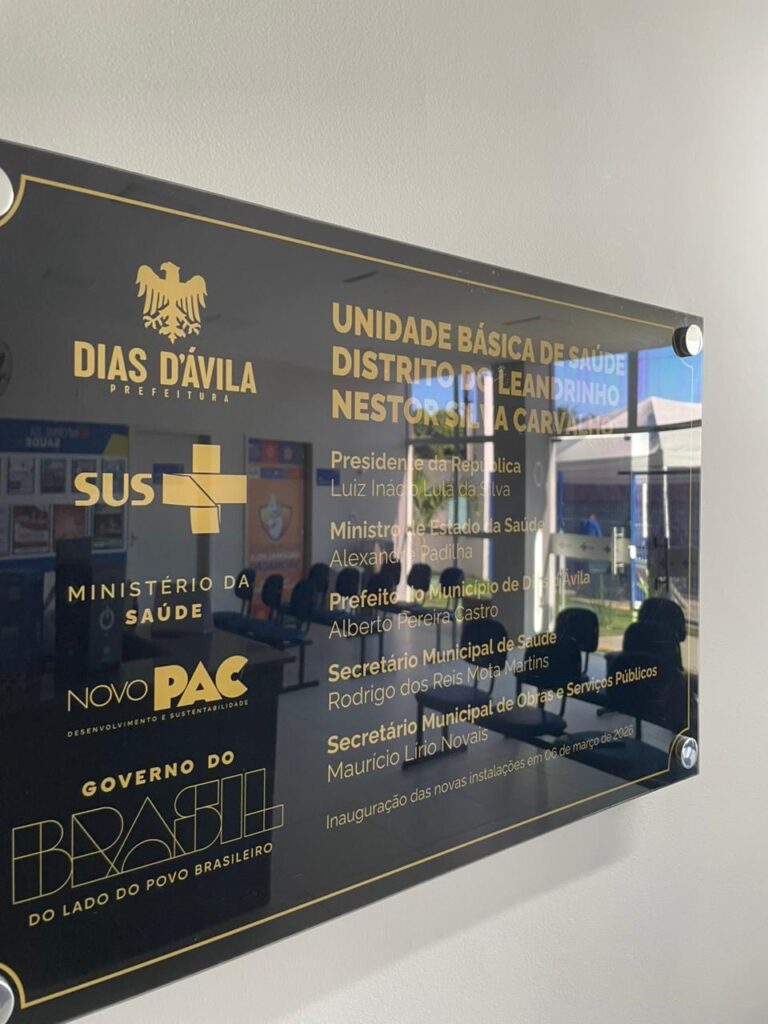 DIAS D'ÁVILA
PREFEITURA
SUS
MINISTÉRIO DA
SAÚDE
NOVO PAC
DESENVOLVIMENTO E SUSTENTABILIDADE
GOVERNO DO
BRASIL
DO LADO DO POVO BRASILEIRO
UNIDADE BÁSICA DE SAÚDE
DISTRITO DO LEANDRINHO
NESTOR SILVA CARVALHO
Presidente da República
Luiz Inácio Lula da Silva
Ministro de Estado da Saúde
Alexandre Padilha
Prefeito do Município de Dias d'Ávila
Alberto Pereira Castro
Secretário Municipal de Saúde
Rodrigo dos Reis Mota Martins
Secretário Municipal de Obras e Serviços Públicos
Maurício Lírio Novais
Inauguração das novas instalações em 06 de março de 2026